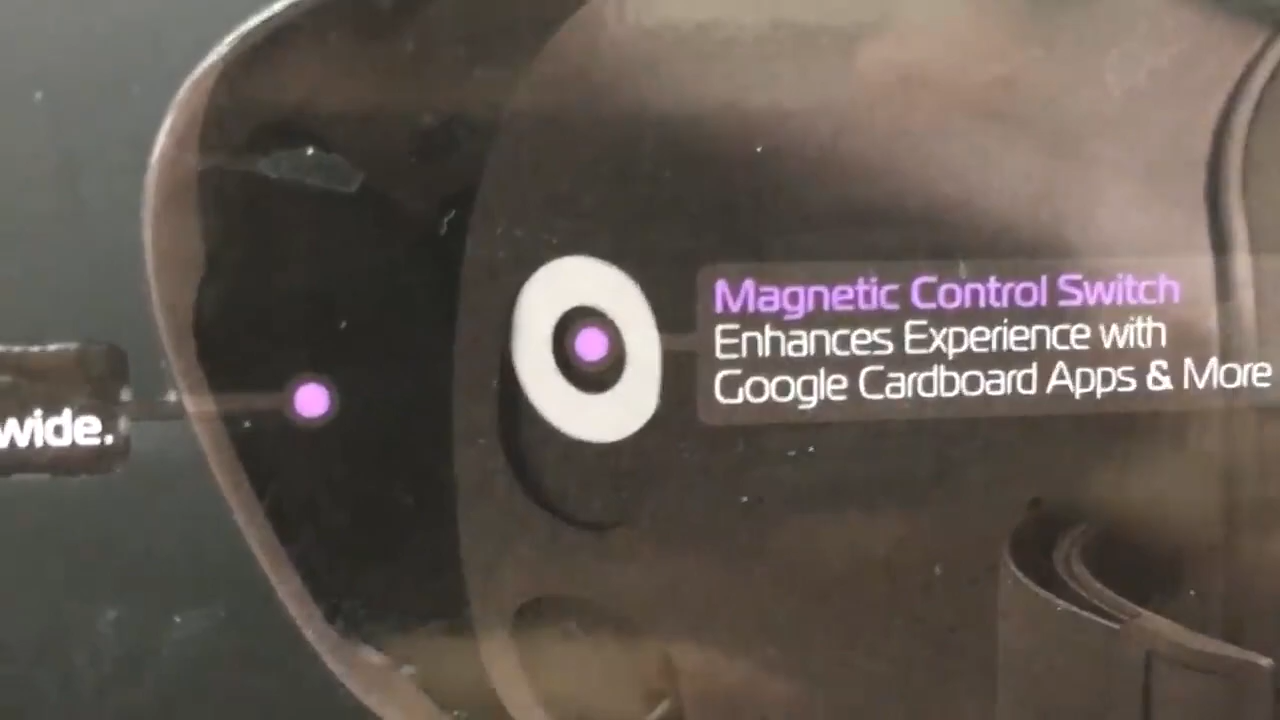 wide.
Magnetic Control Switch
Enhances Experience with
Google Cardboard Apps & More